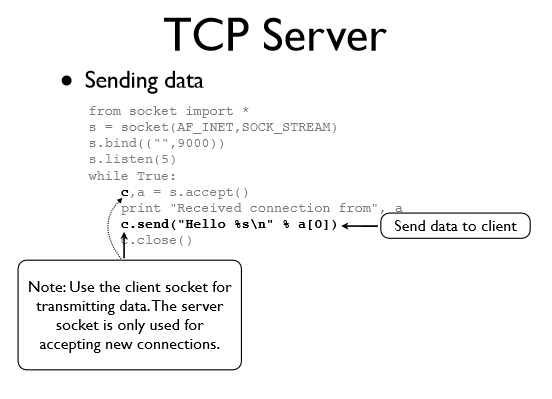 TCP Server
• Sending data
from socket import *
s = socket(AF_INET,SOCK_STREAM)
s.bind(("",9000))
s.listen(5)
while True:
c,a = s.accept()
print "Received connection from", a
c.send("Hello %s\n" % a[0])
Send data to client
c.close()
Note: Use the client socket for
transmitting data. The server
socket is only used for
accepting new connections.